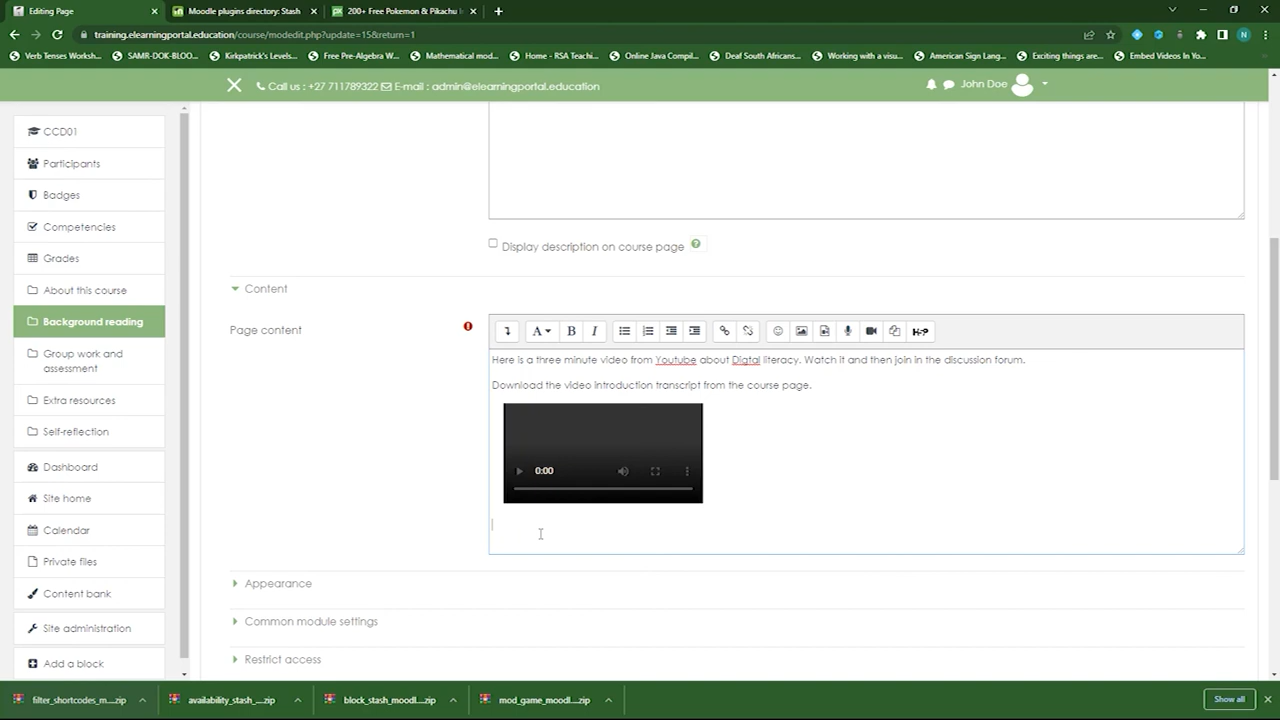 Editing Page
Moodle plugins directory: Stash
200+ Free Pokemon & Pikachu I
training.elearningportal.education/course/modedit.php?update=15&return=1
N
Verb Tenses Worksh...
SAMR-DOK-BLOO...
Kirkpatrick's Levels...
Free Pre-Algebra W...
Mathematical mod...
Home - RSA Teachi...
Online Java Compil...
Deaf South Africans...
Working with a visu...
American Sign Lang...
Exciting things are...
Embed Videos In Yo...
Call us : +27 711789322 E-mail : admin@elearningportal.education
John Doe
CCD01
Participants
Badges
Competencies
Grades
About this course
Background reading
Group work and
assessment
Extra resources
Self-reflection
Dashboard
Site home
Calendar
Private files
Content bank
Site administration
Add a block
Display description on course page
Content
Page content
A
B
I
H-P
Here is a three minute video from Youtube about Digtal literacy. Watch it and then join in the discussion forum.
Download the video introduction transcript from the course page.
0:00
Appearance
Common module settings
Restrict access
filter_shortcodes_m....zip
availability_stash_....zip
block_stash_moodl....zip
mod_game_moodl....zip
Show all